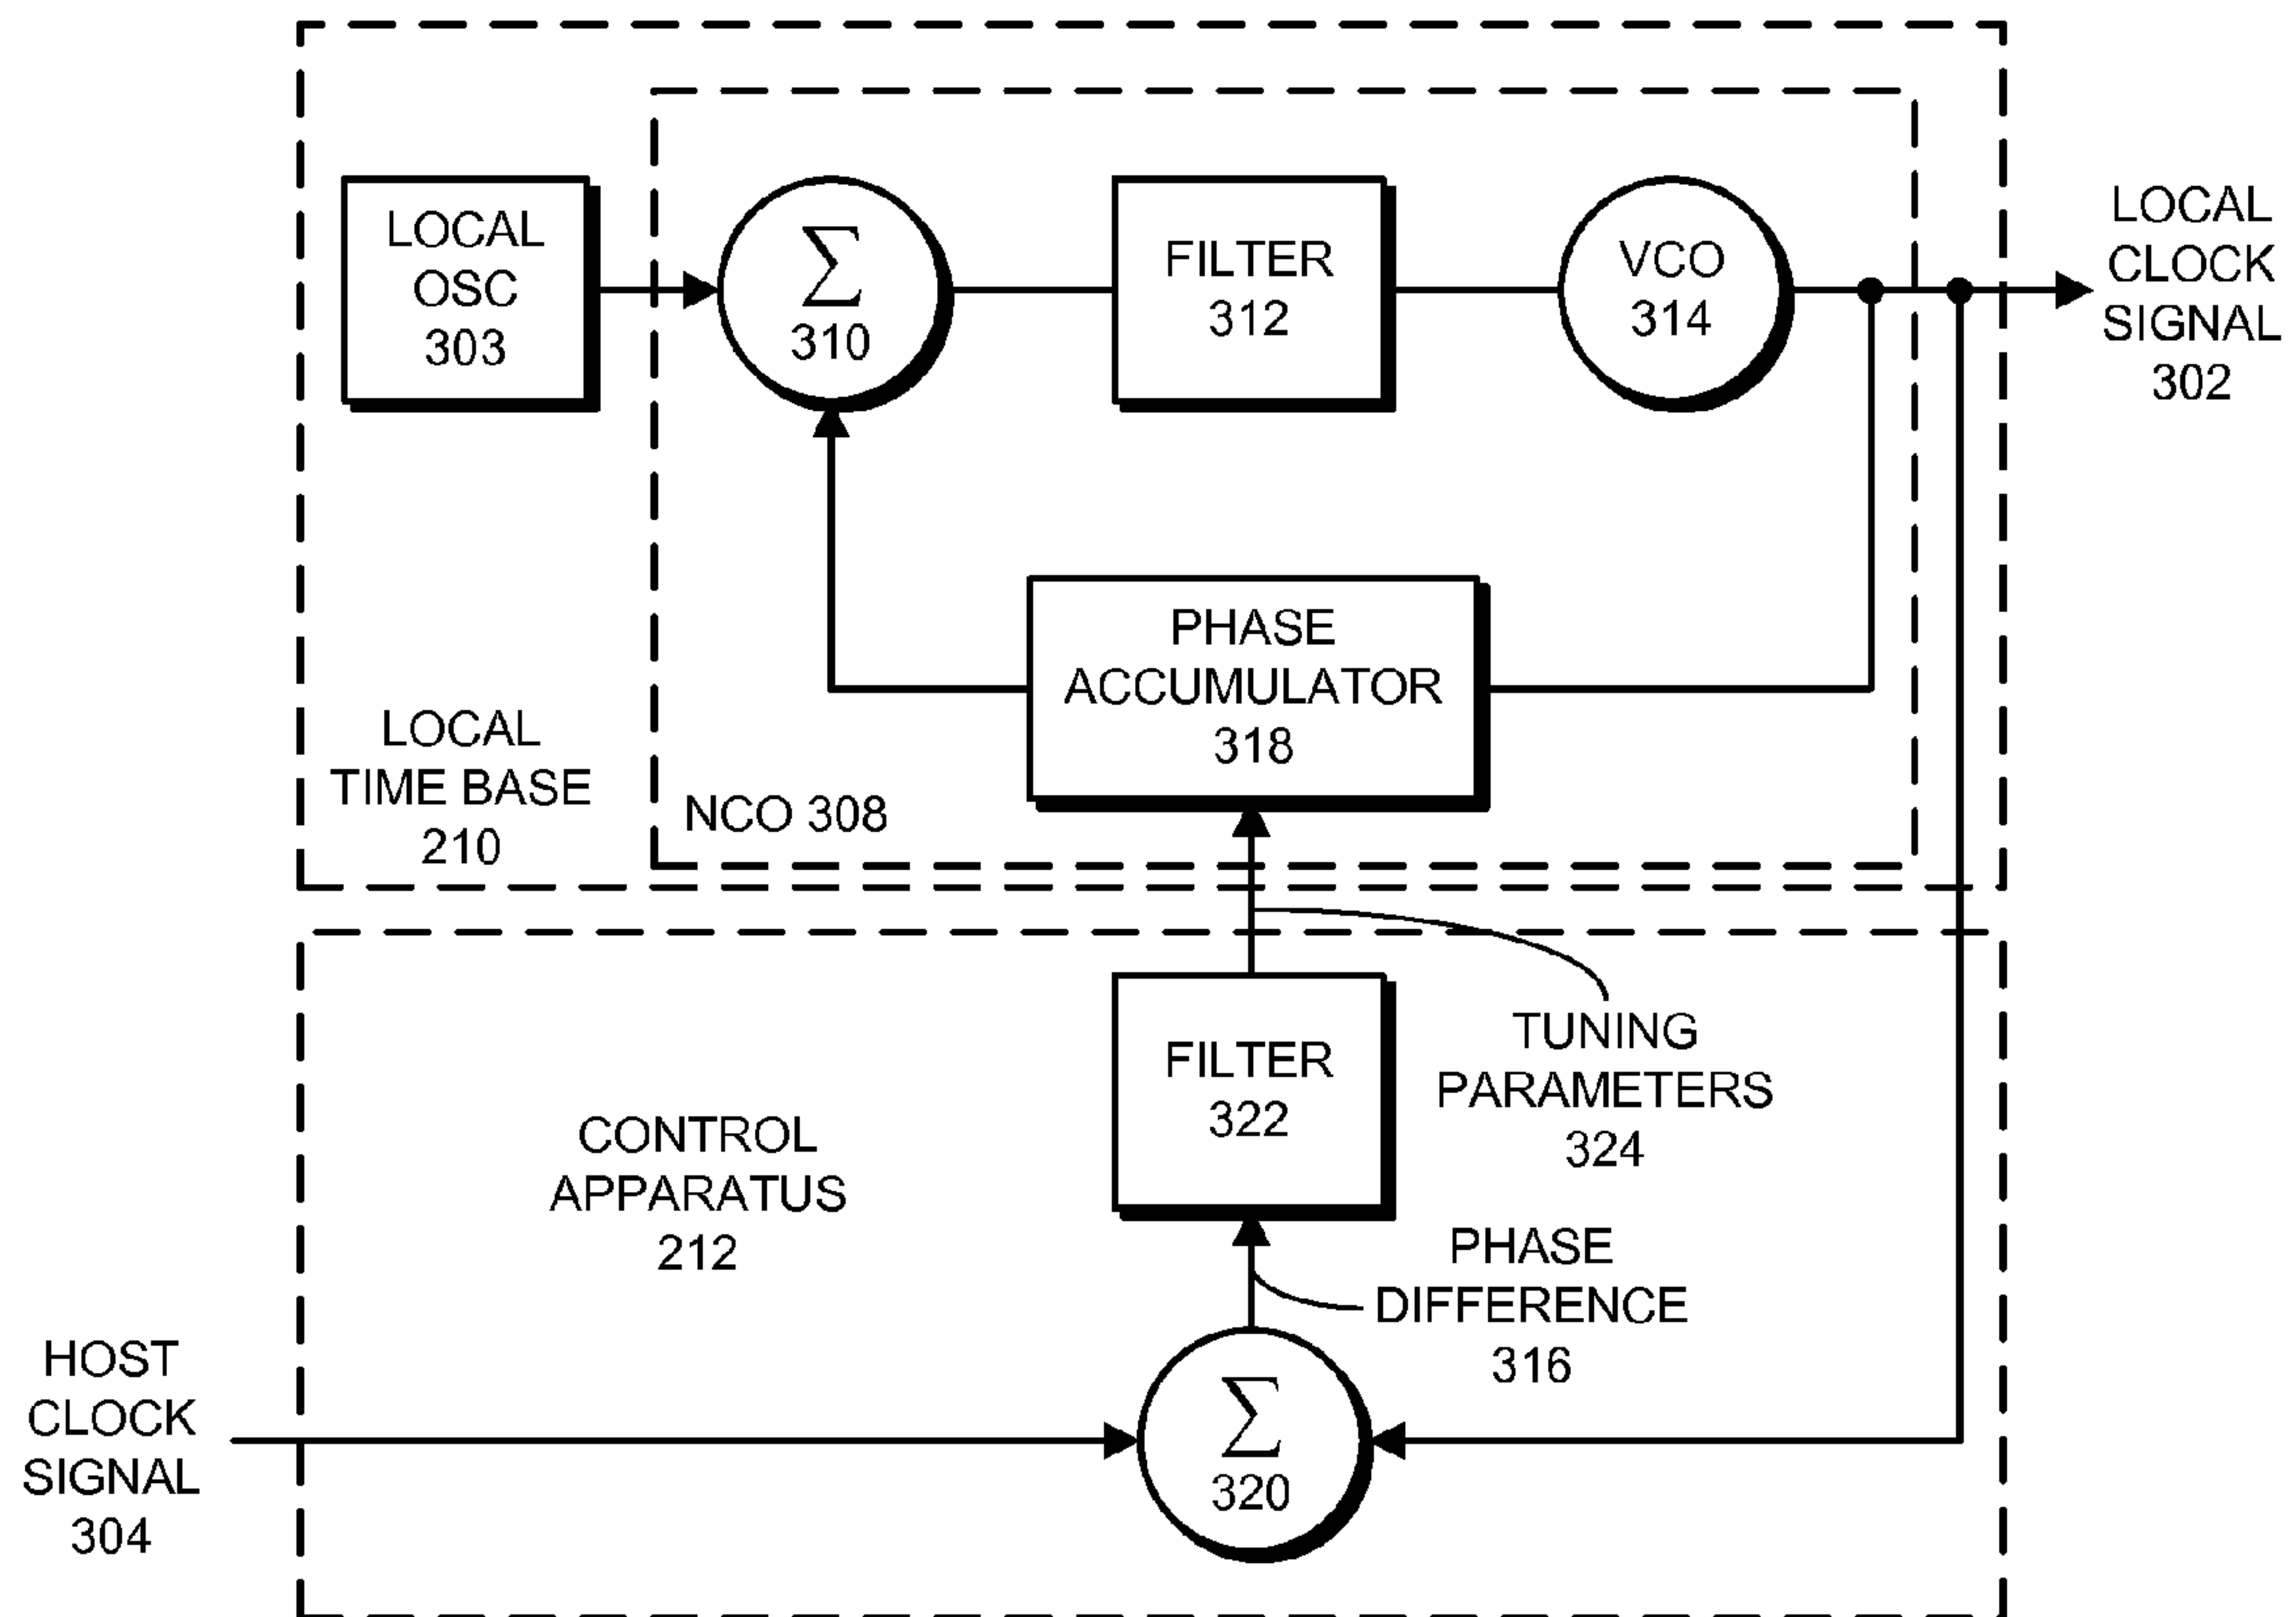 LOCAL
OSC
303
Σ
310
FILTER
312
VCO
314
LOCAL
CLOCK
SIGNAL
302
PHASE
ACCUMULATOR
318
LOCAL
TIME BASE
210
NCO 308
FILTER
322
TUNING
PARAMETERS
324
CONTROL
APPARATUS
212
PHASE
DIFFERENCE
316
HOST
CLOCK
SIGNAL
304
Σ
320